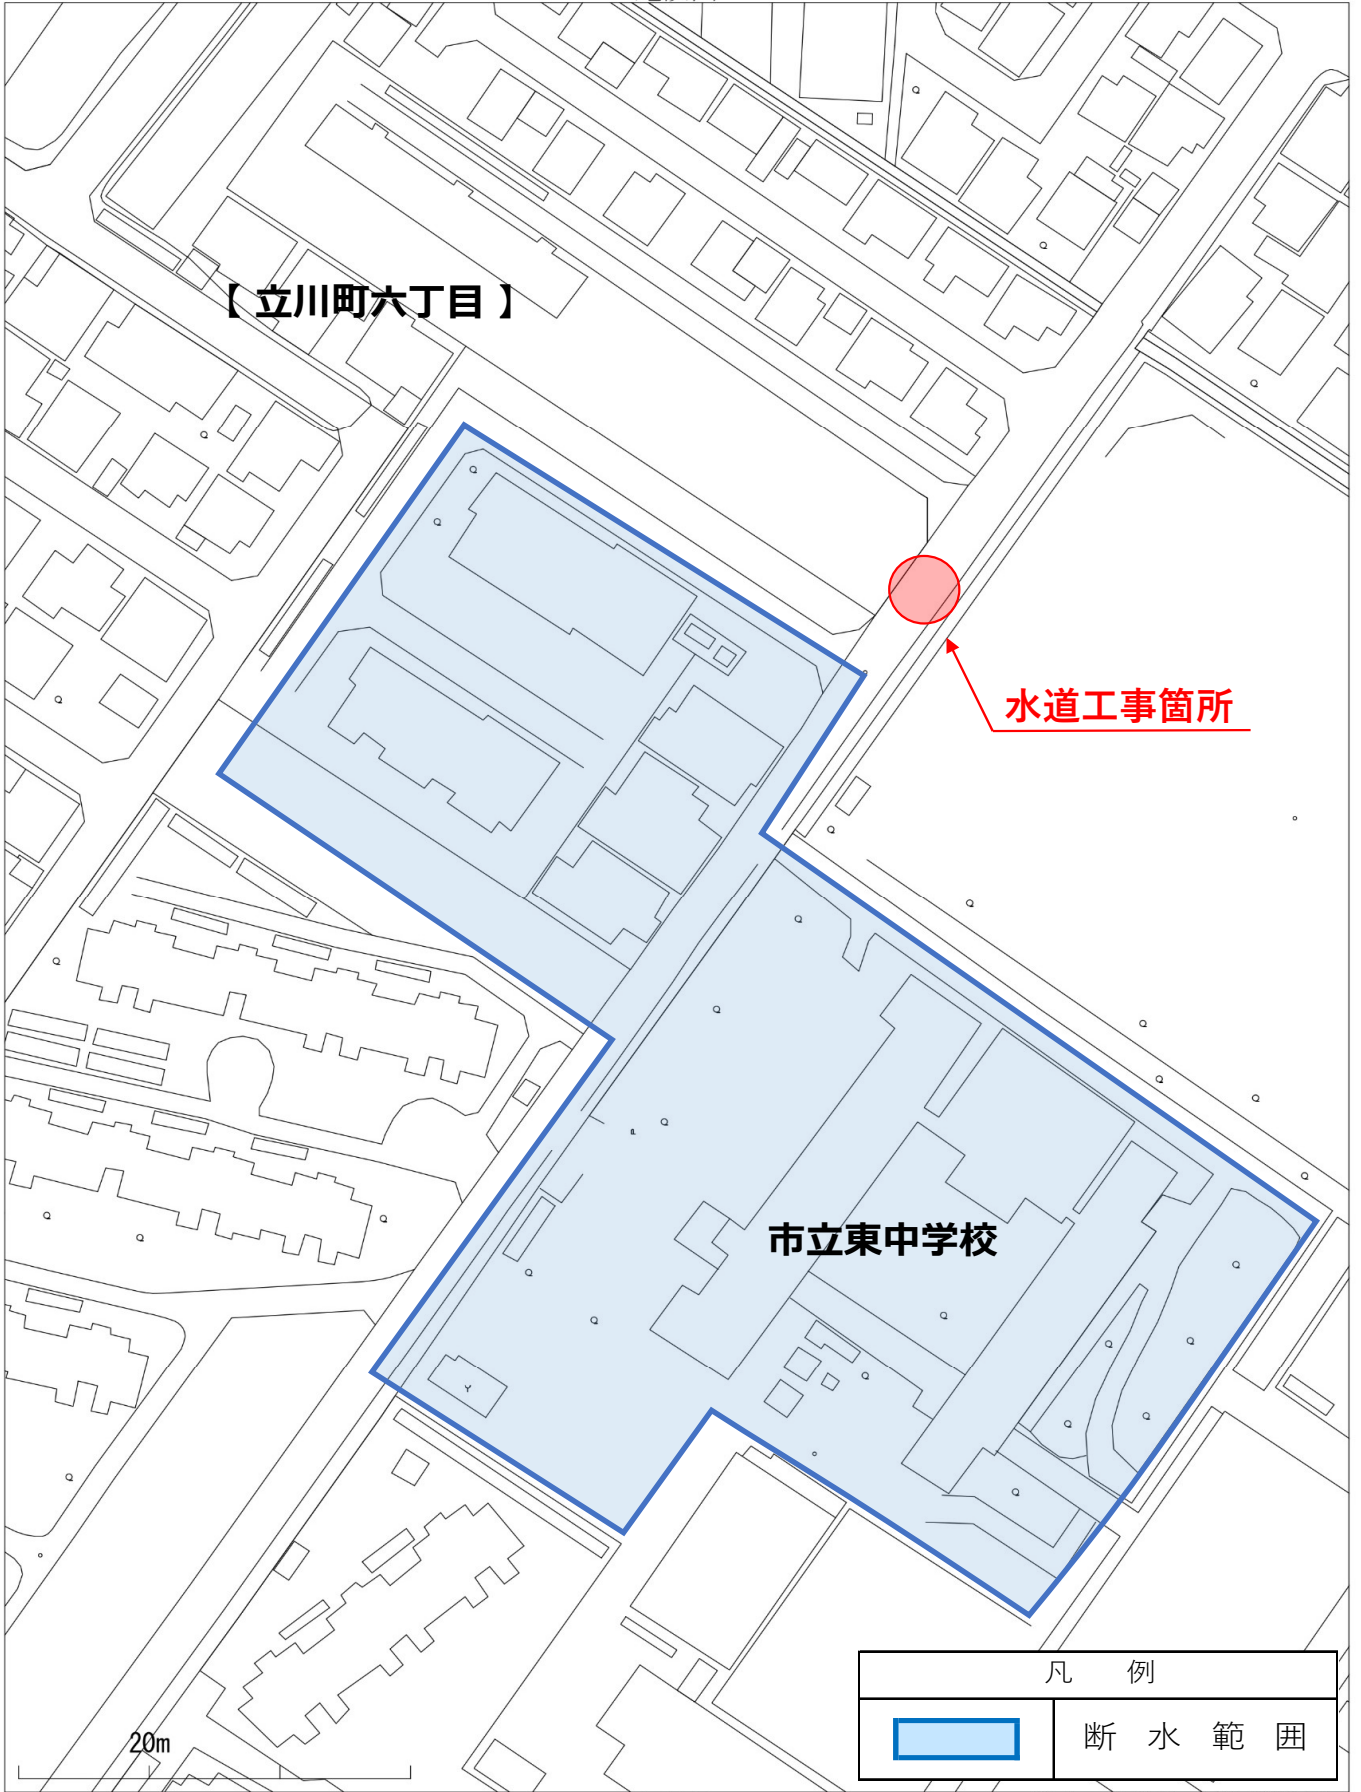 【 立川町六丁目 】
水道工事箇所
市立東中学校
凡 例
断 水 範 囲
20m